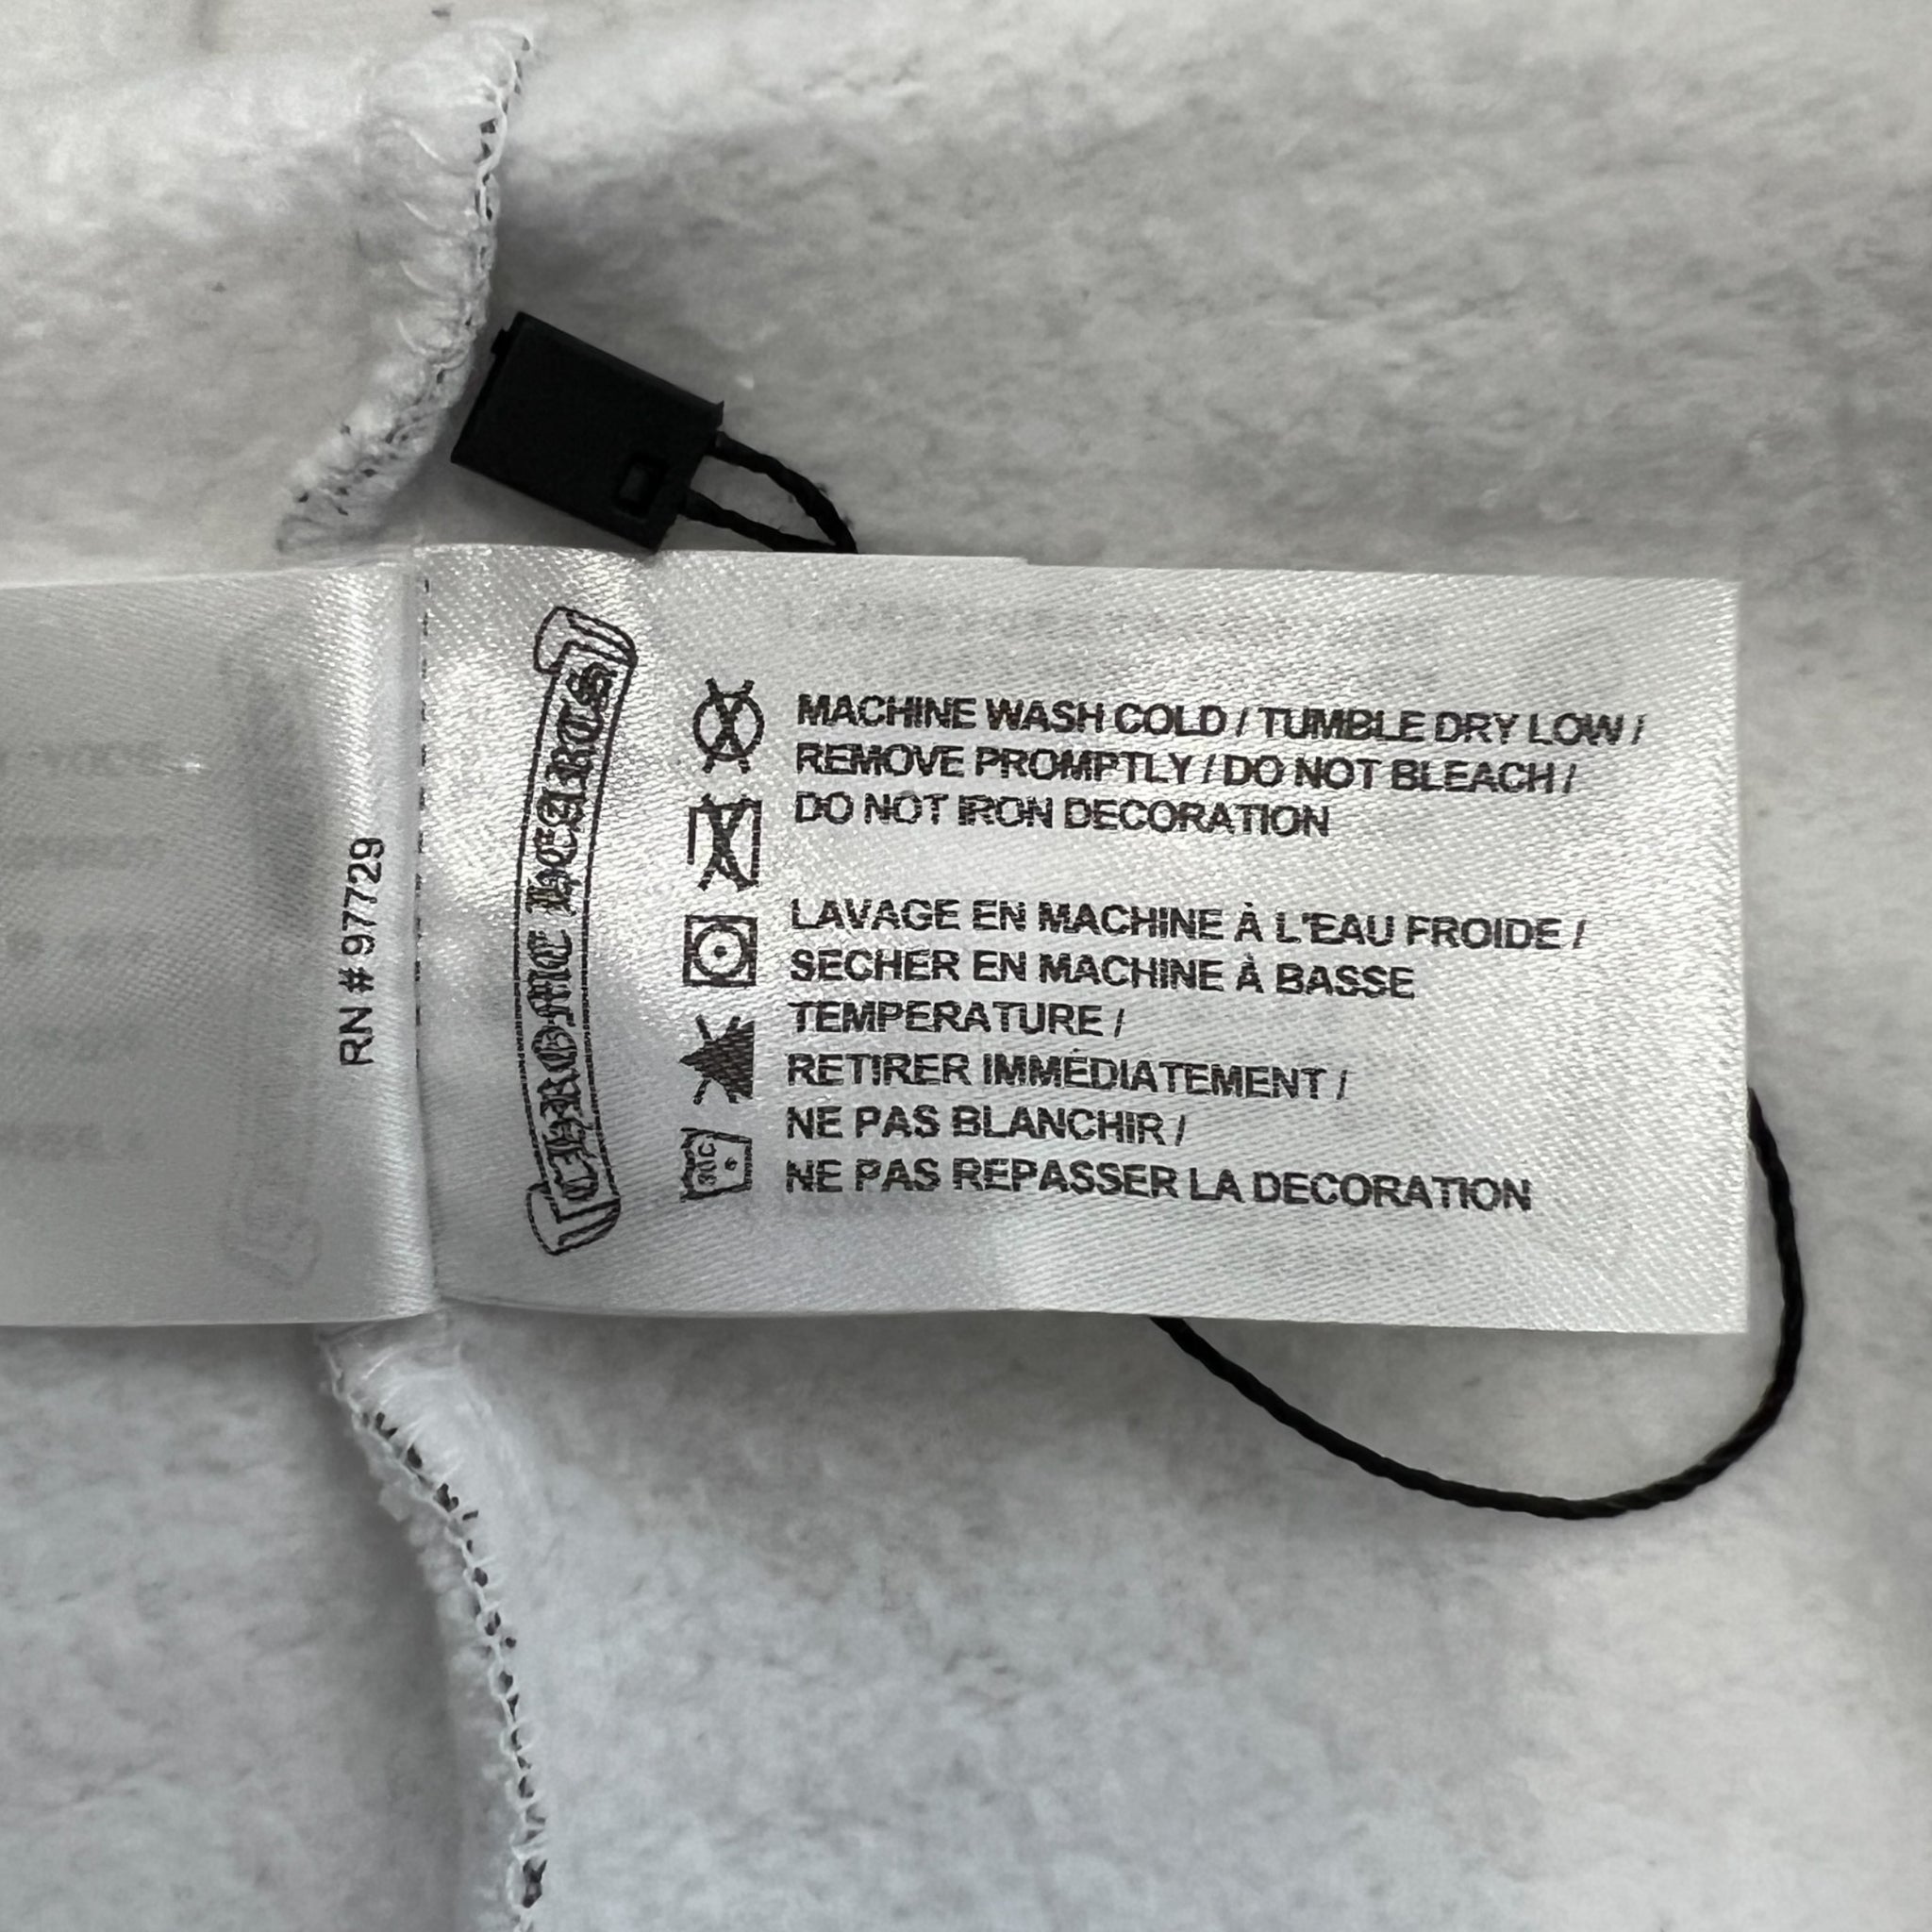 RN # 97729
CHROME HEARTS
MACHINE WASH COLD / TUMBLE DRY LOW /
REMOVE PROMPTLY / DO NOT BLEACH /
DO NOT IRON DECORATION
LAVAGE EN MACHINE À L'EAU FROIDE /
SECHER EN MACHINE À BASSE
TEMPERATURE /
RETIRER IMMÉDIATEMENT /
NE PAS BLANCHIR /
NE PAS REPASSER LA DECORATION
30C